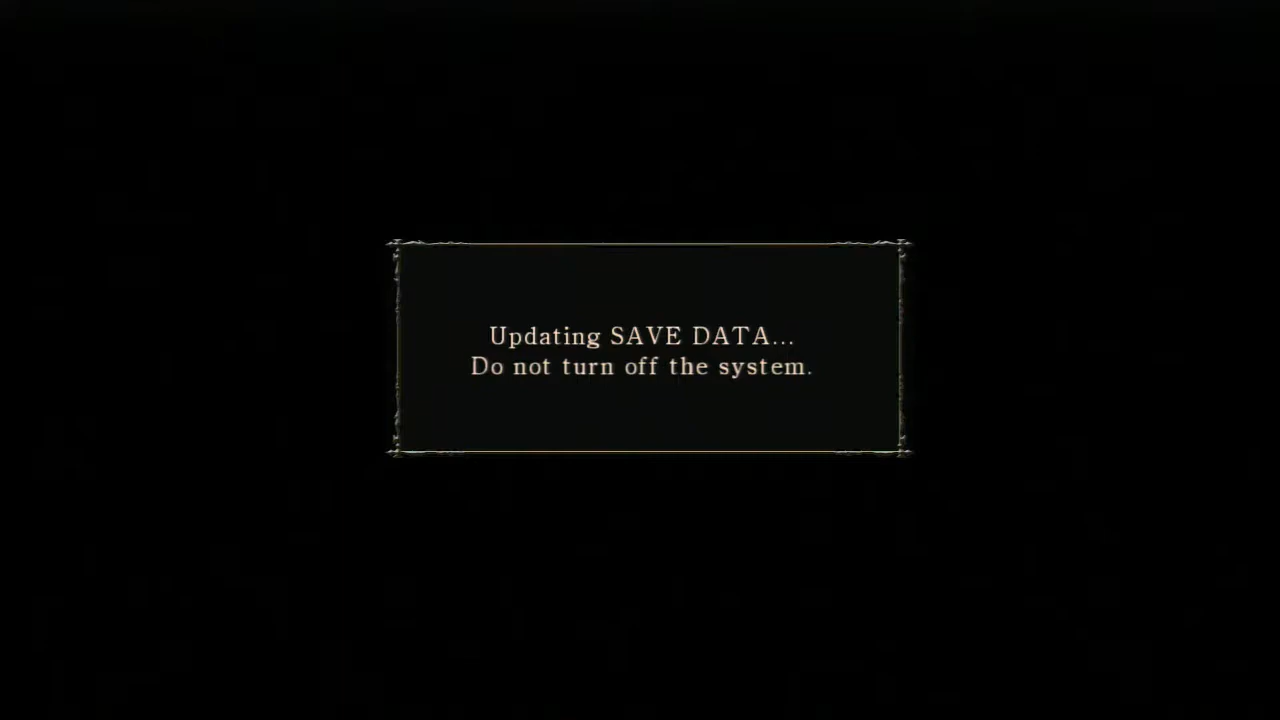 Updating SAVE DATA...
Do not turn off the system.